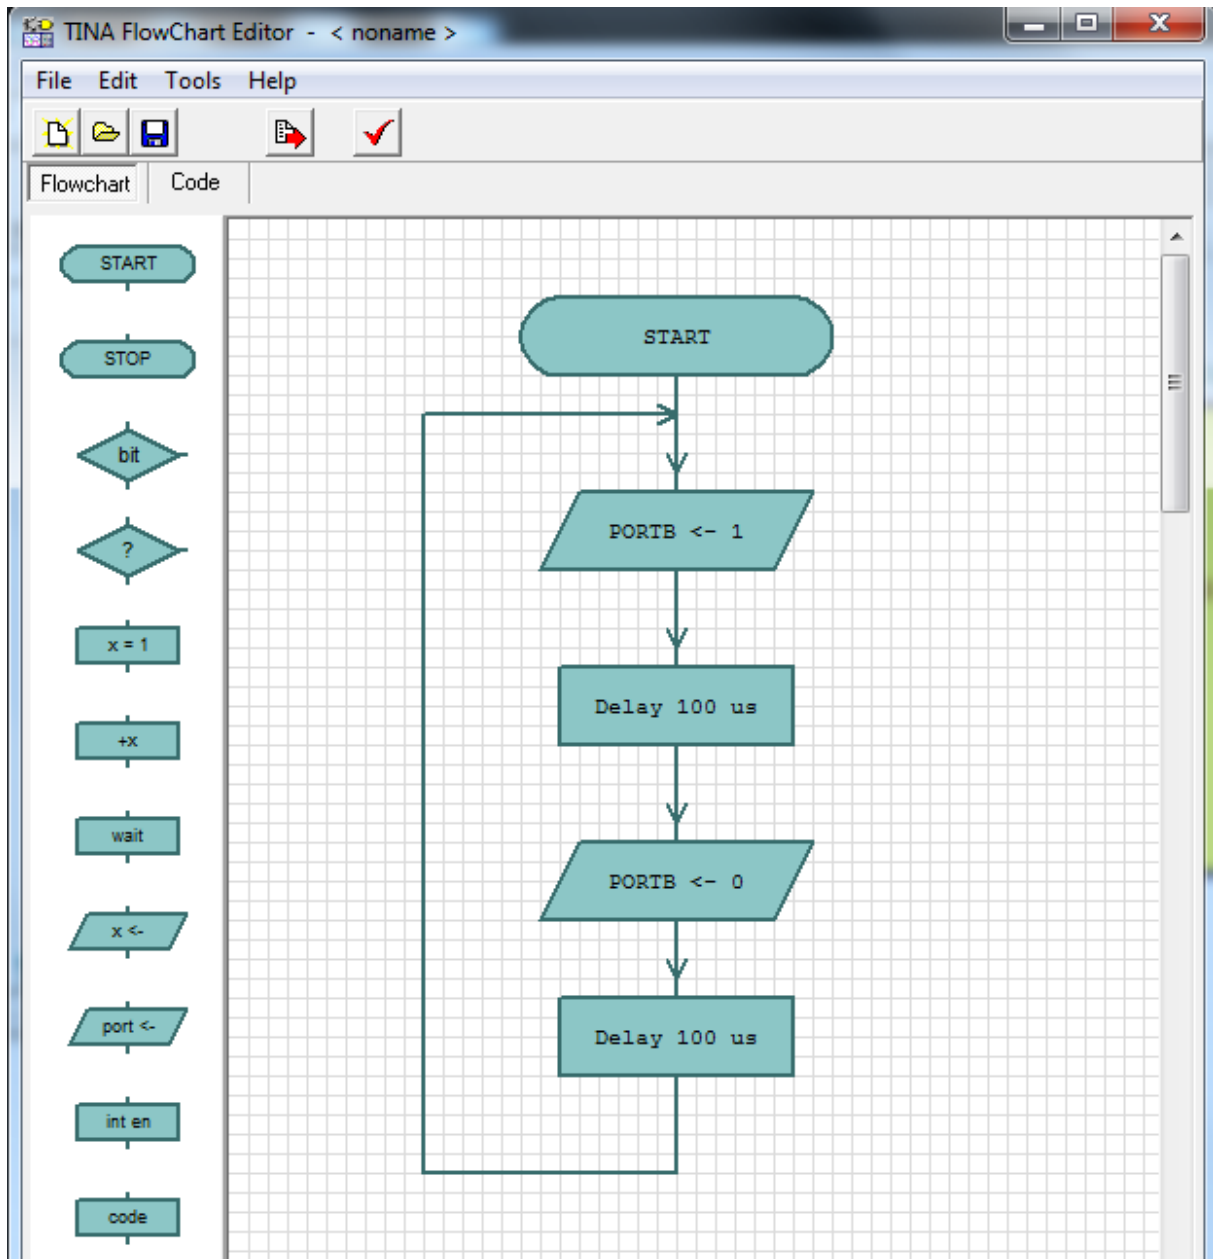 TINA FlowChart Editor - < noname >
File Edit Tools Help
Flowchart Code
START
STOP
bit
?
x = 1
+x
wait
x <-
port <-
int en
code
START
PORTB <- 1
Delay 100 us
PORTB <- 0
Delay 100 us